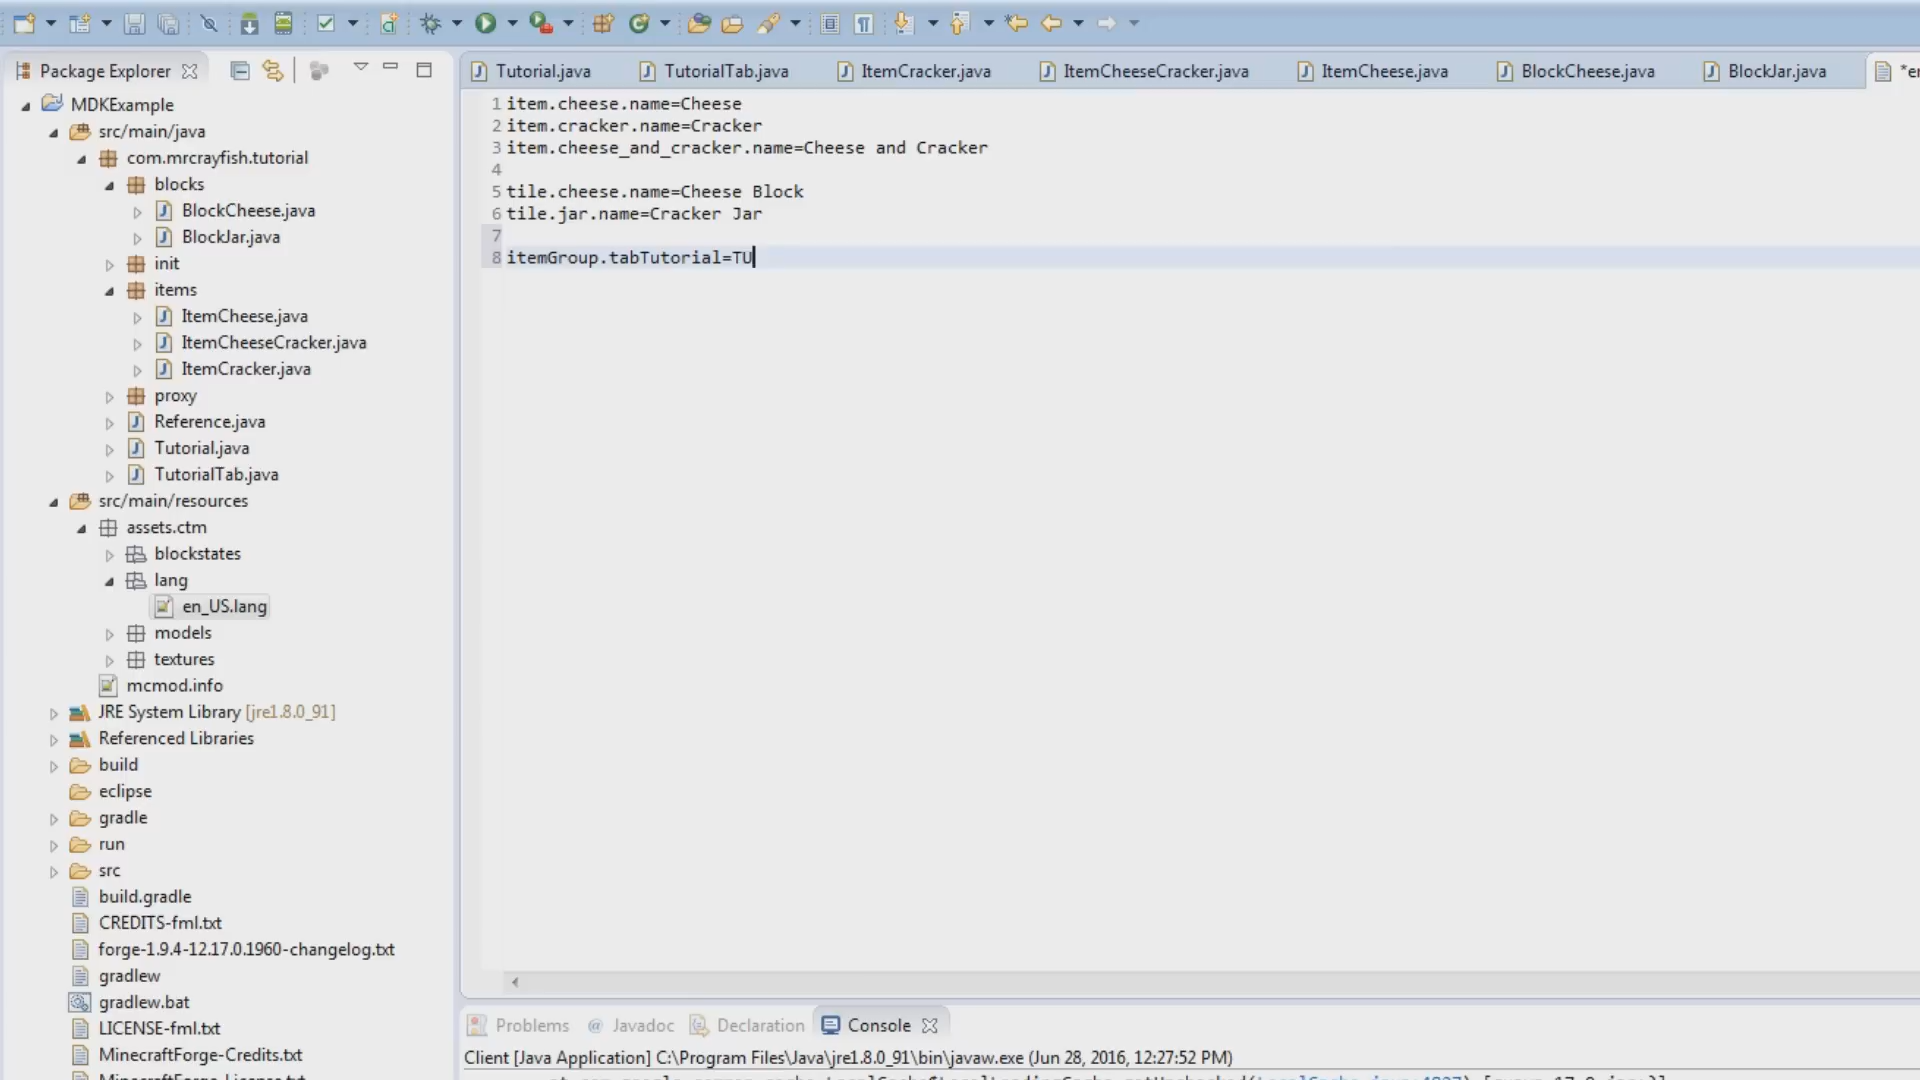 Package Explorer
Tutorial.java
TutorialTab.java
ItemCracker.java
ItemCheeseCracker.java
ItemCheese.java
BlockCheese.java
BlockJar.java
MDKExample
src/main/java
com.mrcrayfish.tutorial
blocks
BlockCheese.java
BlockJar.java
init
items
ItemCheese.java
ItemCheeseCracker.java
ItemCracker.java
proxy
Reference.java
Tutorial.java
TutorialTab.java
src/main/resources
assets.ctm
blockstates
lang
en_US.lang
models
textures
mcmod.info
JRE System Library [jre1.8.0_91]
Referenced Libraries
build
eclipse
gradle
run
src
build.gradle
CREDITS-fml.txt
forge-1.9.4-12.17.0.1960-changelog.txt
gradlew
gradlew.bat
LICENSE-fml.txt
MinecraftForge-Credits.txt
1 item.cheese.name=Cheese
2 item.cracker.name=Cracker
3 item.cheese_and_cracker.name=Cheese and Cracker
4
5 tile.cheese.name=Cheese Block
6 tile.jar.name=Cracker Jar
7
8 itemGroup.tabTutorial=TU
Problems
@ Javadoc
Declaration
Console
Client [Java Application] C:\Program Files\Java\jre1.8.0_91\bin\javaw.exe (Jun 28, 2016, 12:27:52 PM)